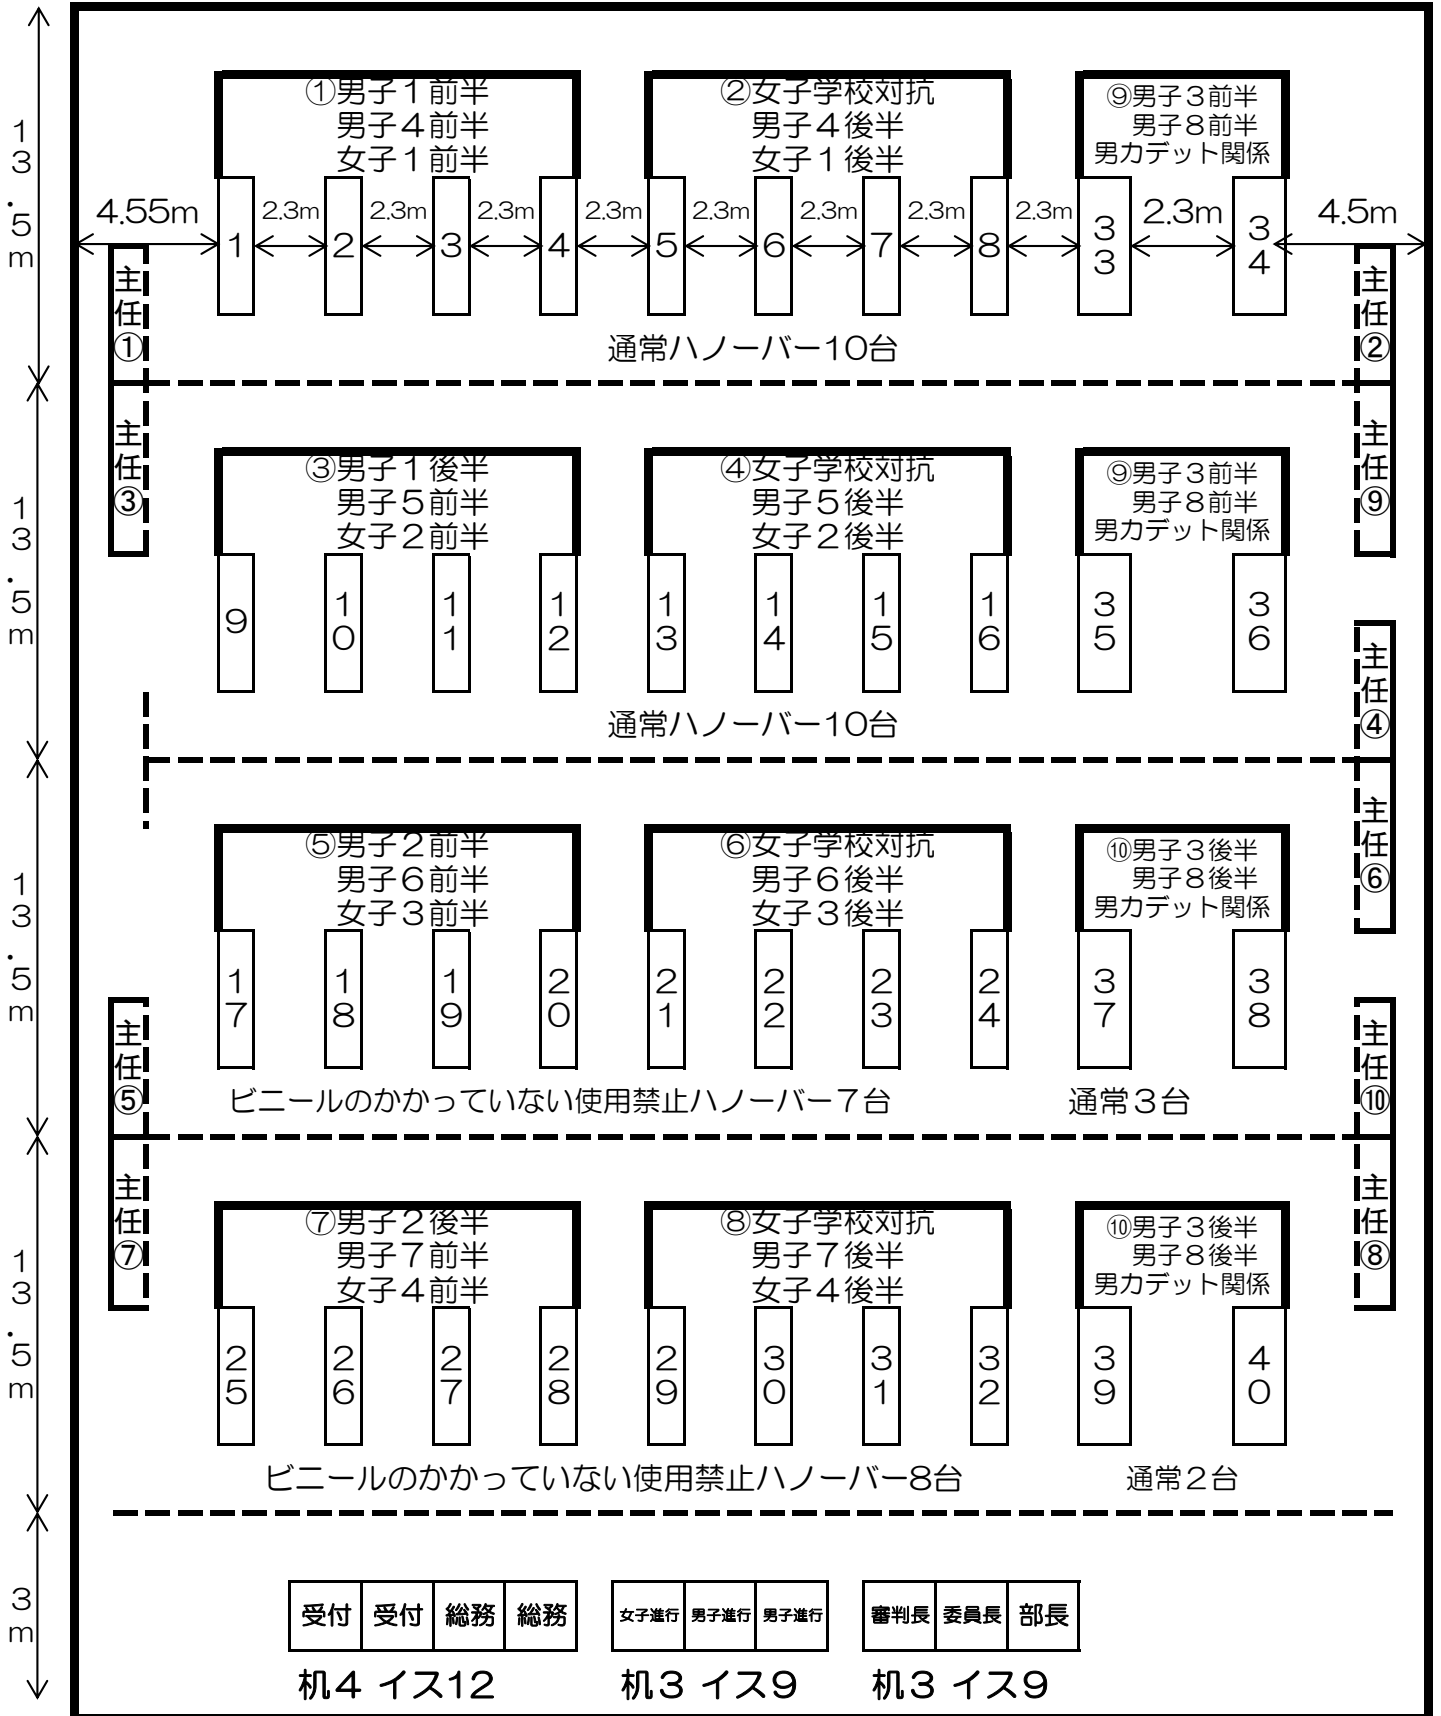 13.5m
①男子1前半
男子4前半
女子1前半
②女子学校対抗
男子4後半
女子1後半
⑨男子3前半
男子8前半
男カデット関係
4.55m 2.3m 2.3m 2.3m 2.3m 2.3m 2.3m 2.3m 2.3m 2.3m 4.5m
1 2 3 4 5 6 7 8 33 34
主任①
主任②
通常ハノーバー10台
13.5m
主任③
主任⑨
③男子1後半
男子5前半
女子2前半
④女子学校対抗
男子5後半
女子2後半
⑨男子3前半
男子8前半
男カデット関係
9 10 11 12 13 14 15 16 35 36
主任④
通常ハノーバー10台
13.5m
主任⑥
⑤男子2前半
男子6前半
女子3前半
⑥女子学校対抗
男子6後半
女子3後半
⑩男子3後半
男子8後半
男カデット関係
17 18 19 20 21 22 23 24 37 38
主任⑤
主任⑩
ビニールのかかっていない使用禁止ハノーバー7台 通常3台
13.5m
主任⑦
主任⑧
⑦男子2後半
男子7前半
女子4前半
⑧女子学校対抗
男子7後半
女子4後半
⑩男子3後半
男子8後半
男カデット関係
25 26 27 28 29 30 31 32 39 40
ビニールのかかっていない使用禁止ハノーバー8台 通常2台
3m
受付 受付 総務 総務 女子進行 男子進行 男子進行 審判長 委員長 部長
机4 イス12 机3 イス9 机3 イス9